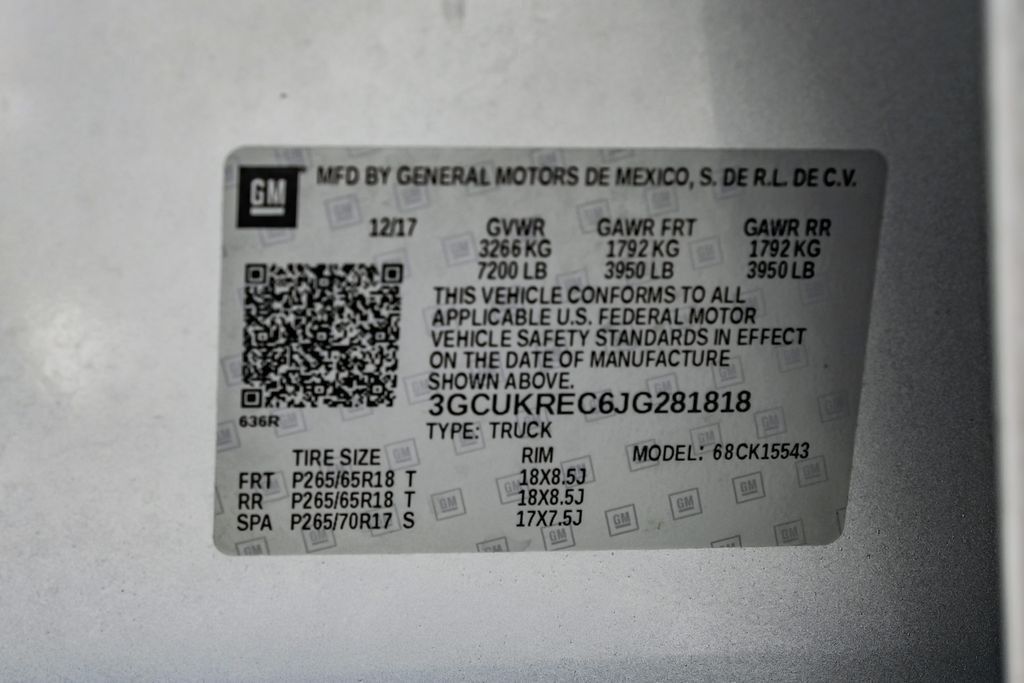 GM MFD BY GENERAL MOTORS DE MEXICO, S. DE R.L. DE C.V.
12/17 GVWR GAWR FRT GAWR RR
3266 KG 1792 KG 1792 KG
7200 LB 3950 LB 3950 LB
THIS VEHICLE CONFORMS TO ALL
APPLICABLE U.S. FEDERAL MOTOR
VEHICLE SAFETY STANDARDS IN EFFECT
ON THE DATE OF MANUFACTURE
SHOWN ABOVE.
3GCUKREC6JG281818
636R
TYPE: TRUCK
TIRE SIZE RIM MODEL: 68CK15543
FRT P265/65R18 T 18X8.5J
RR P265/65R18 T 18X8.5J
SPA P265/70R17 S 17X7.5J